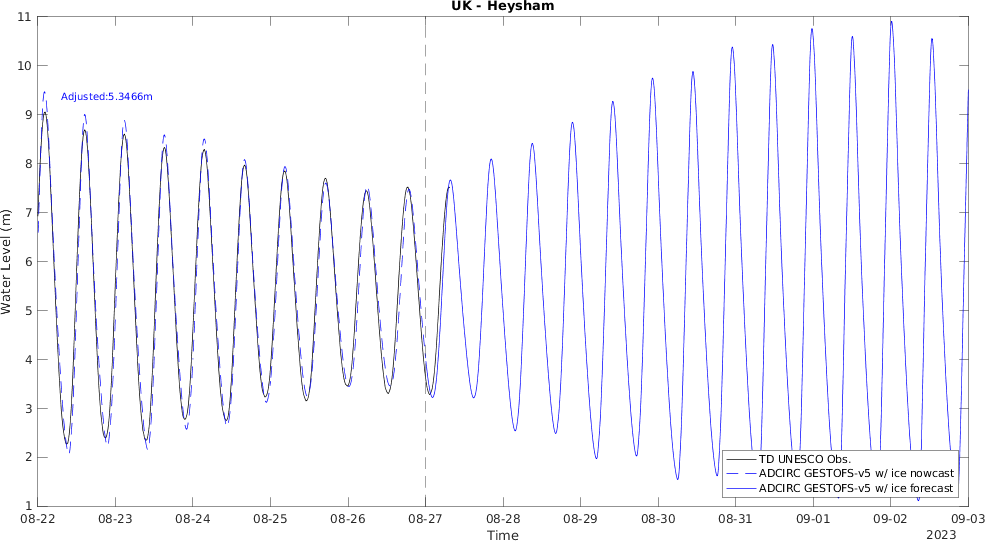 UK - Heysham
11
10
9
8
7
6
5
4
3
2
1
Adjusted:5.3466m
Water Level (m)
TD UNESCO Obs.
ADCIRC GESTOFS-v5 w/ ice nowcast
ADCIRC GESTOFS-v5 w/ ice forecast
08-22 08-23 08-24 08-25 08-26 08-27 08-28 08-29 08-30 08-31 09-01 09-02 09-03
Time
2023